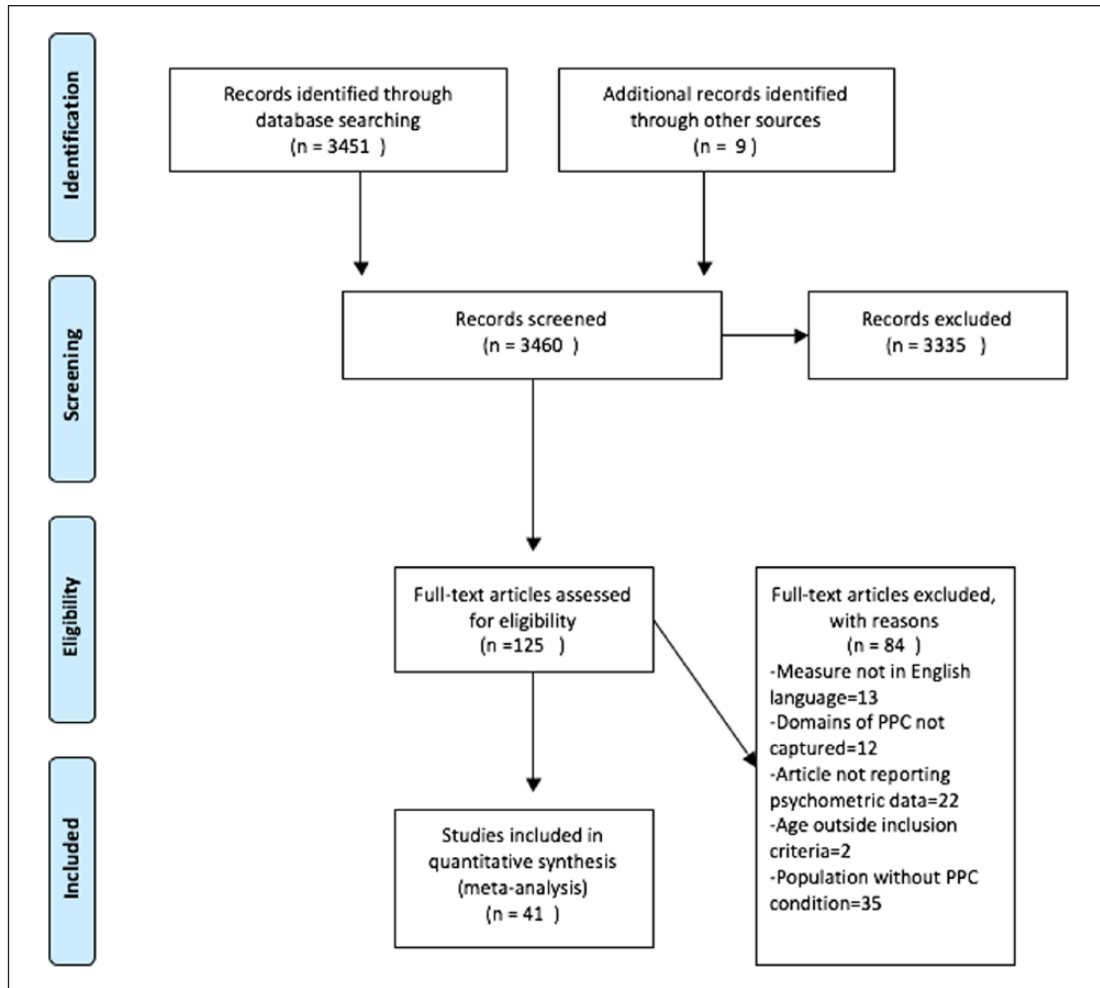 Identification
Records identified through
database searching
(n = 3451  )
Additional records identified
through other sources
(n =  9 )
Screening
Records screened
(n = 3460  )
Records excluded
(n = 3335  )
Eligibility
Full-text articles assessed
for eligibility
(n =125  )
Full-text articles excluded,
with reasons
(n = 84  )
-Measure not in English
language=13
-Domains of PPC not
captured=12
-Article not reporting
psychometric data=22
-Age outside inclusion
criteria=2
-Population without PPC
condition=35
Included
Studies included in
quantitative synthesis
(meta-analysis)
(n = 41  )